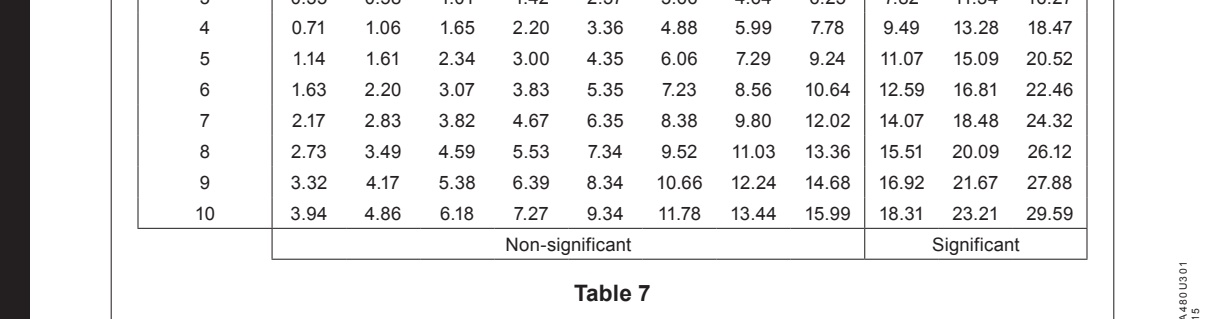 4 0.71 1.06 1.65 2.20 3.36 4.88 5.99 7.78 9.49 13.28 18.47
5 1.14 1.61 2.34 3.00 4.35 6.06 7.29 9.24 11.07 15.09 20.52
6 1.63 2.20 3.07 3.83 5.35 7.23 8.56 10.64 12.59 16.81 22.46
7 2.17 2.83 3.82 4.67 6.35 8.38 9.80 12.02 14.07 18.48 24.32
8 2.73 3.49 4.59 5.53 7.34 9.52 11.03 13.36 15.51 20.09 26.12
9 3.32 4.17 5.38 6.39 8.34 10.66 12.24 14.68 16.92 21.67 27.88
10 3.94 4.86 6.18 7.27 9.34 11.78 13.44 15.99 18.31 23.21 29.59
Non-significant Significant
Table 7
A480U301
15